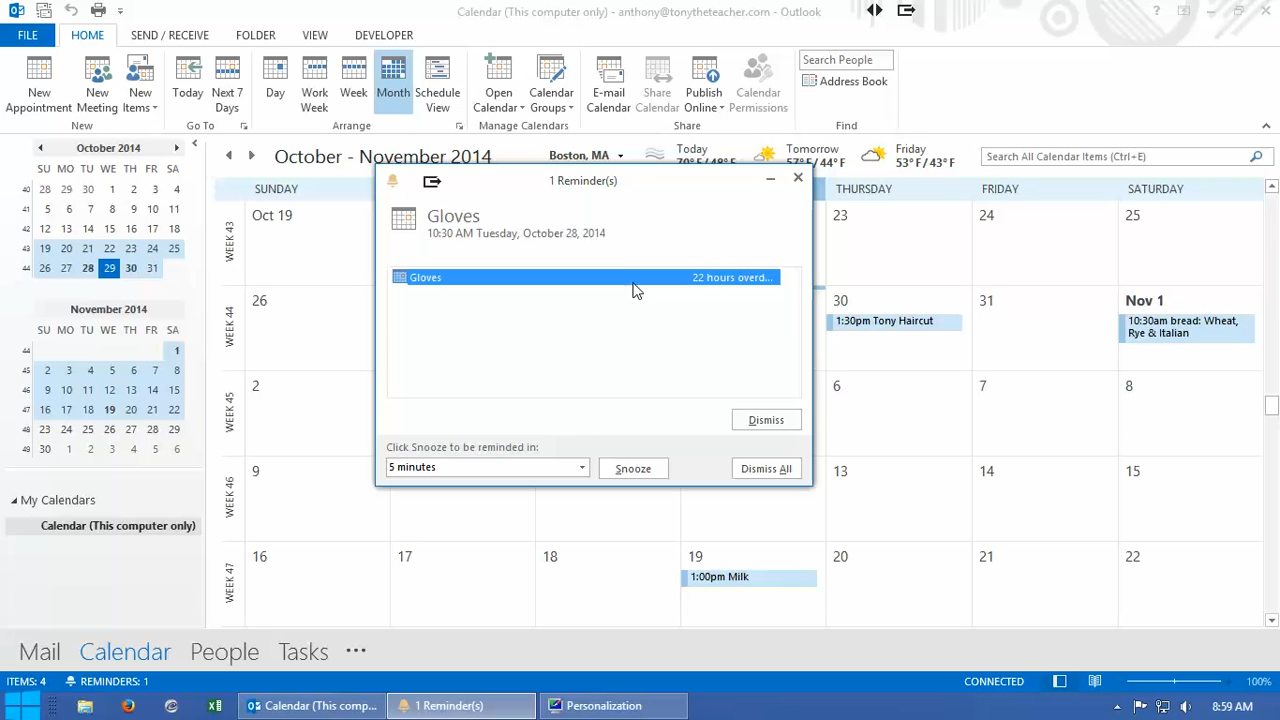 Calendar (This computer only) - anthony@tonytheteacher.com - Outlook
FILE HOME SEND / RECEIVE FOLDER VIEW DEVELOPER
New Appointment
New Meeting
New Items
Today
Next 7 Days
Day
Work Week
Week
Month
Schedule View
Open Calendar
Calendar Groups
E-mail Calendar
Share Calendar
Publish Online
Calendar Permissions
Search People
Address Book
New Go To Arrange Manage Calendars Share Find
October 2014
SU MO TU WE TH FR SA
40 28 29 30 1 2 3 4
41 5 6 7 8 9 10 11
42 12 13 14 15 16 17 18
43 19 20 21 22 23 24 25
44 26 27 28 29 30 31
November 2014
SU MO TU WE TH FR SA
44 1
45 2 3 4 5 6 7 8
46 9 10 11 12 13 14 15
47 16 17 18 19 20 21 22
48 23 24 25 26 27 28 29
49 30 1 2 3 4 5 6
My Calendars
Calendar (This computer only)
October - November 2014
Boston, MA
Today
Tomorrow
57° F / 44° F
Friday
53° F / 43° F
Search All Calendar Items (Ctrl+E)
SUNDAY THURSDAY FRIDAY SATURDAY
WEEK 43
Oct 19 23 24 25
WEEK 44
26 30 31 Nov 1
1:30pm Tony Haircut
10:30am bread: Wheat,
Rye & Italian
WEEK 45
2 6 7 8
WEEK 46
9 13 14 15
WEEK 47
16 17 18 19 20 21 22
1:00pm Milk
1 Reminder(s)
Gloves
10:30 AM Tuesday, October 28, 2014
Gloves 22 hours overd...
Dismiss
Click Snooze to be reminded in:
5 minutes Snooze Dismiss All
Mail Calendar People Tasks •••
ITEMS: 4 REMINDERS: 1 CONNECTED 100%
Calendar (This comp... 1 Reminder(s) Personalization 8:59 AM